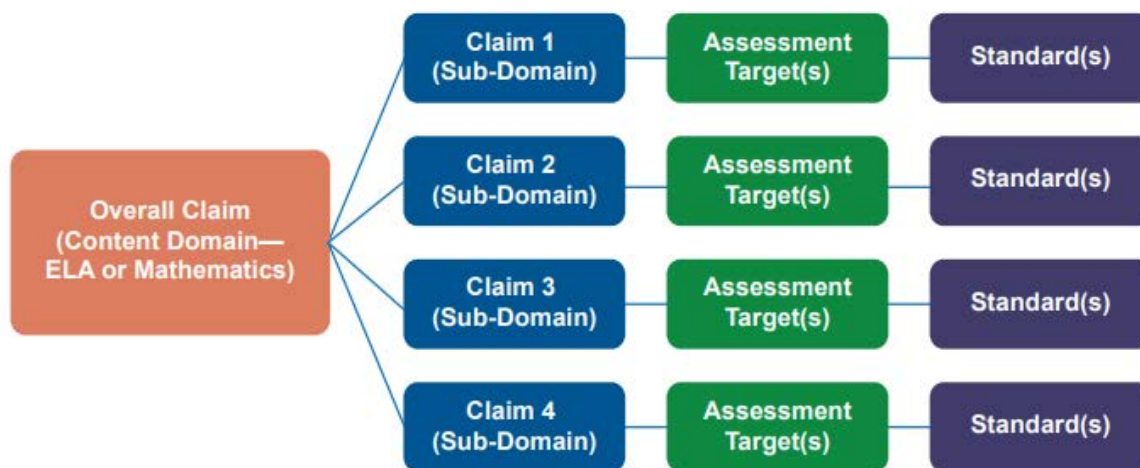 Overall Claim
(Content Domain—
ELA or Mathematics)
Claim 1
(Sub-Domain)
Assessment
Target(s)
Standard(s)
Claim 2
(Sub-Domain)
Assessment
Target(s)
Standard(s)
Claim 3
(Sub-Domain)
Assessment
Target(s)
Standard(s)
Claim 4
(Sub-Domain)
Assessment
Target(s)
Standard(s)